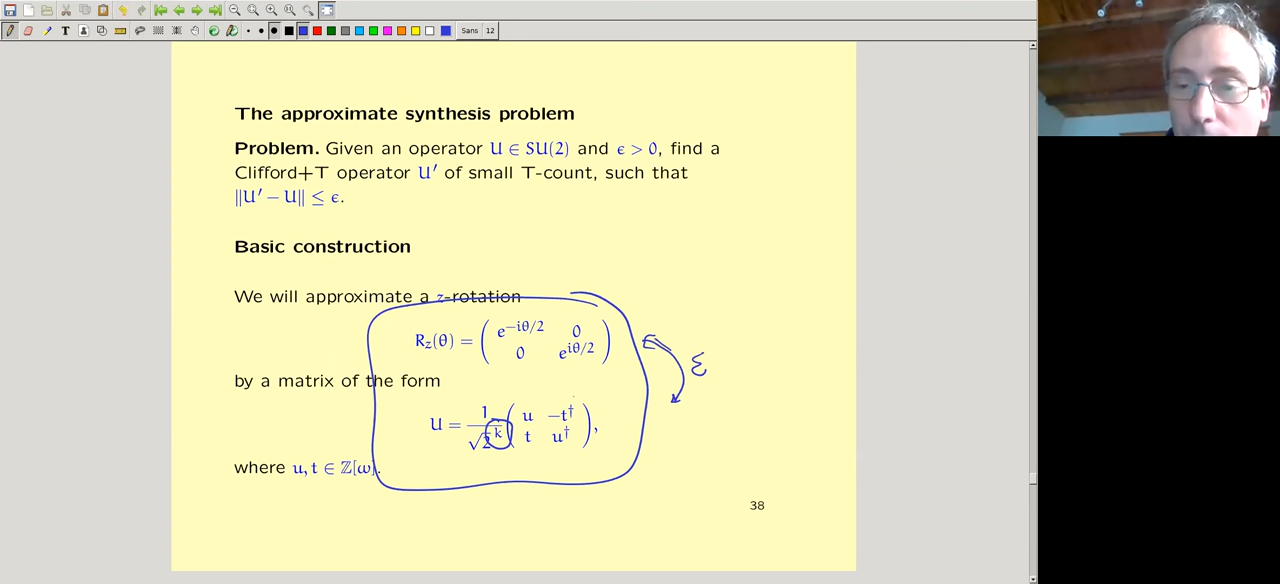 Sans 12
The approximate synthesis problem
Problem. Given an operator U ∈ SU(2) and ϵ > 0, find a
Clifford+T operator U′ of small T-count, such that
‖U′ − U‖ ≤ ϵ.
Basic construction
We will approximate a z-rotation
R_z(θ) = ( e^{−iθ/2} 0
0 e^{iθ/2} )
ε
by a matrix of the form
U = 1/√2^k ( u −t†
t u† ),
where u, t ∈ ℤ[ω].
38